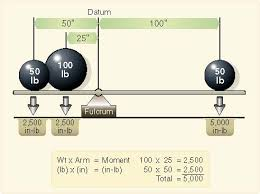 Datum
50"
100"
25"
50
lb
100
lb
50
lb
Fulcrum
2,500
in-lb
2,500
in-lb
5,000
in-lb
Wt x Arm = Moment 100 x 25 = 2,500
(lb) x (in) = (in-lb) 50 x 50 = 2,500
Total = 5,000